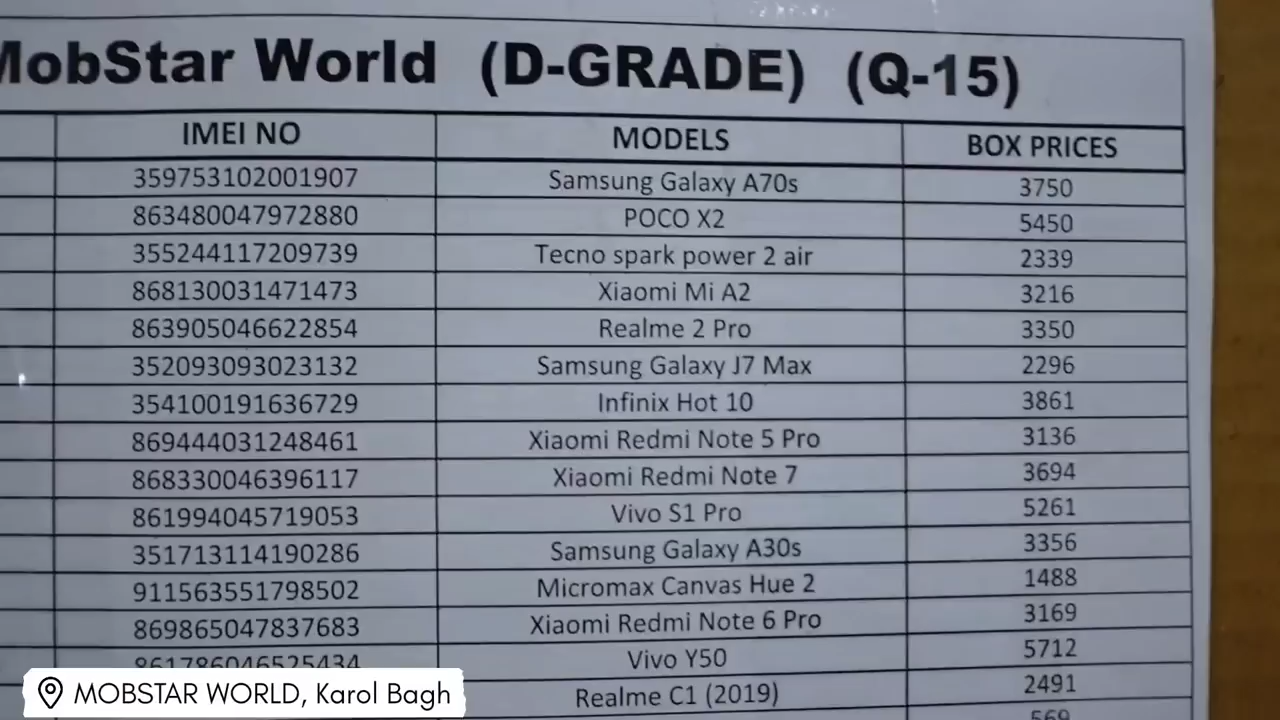 MobStar World (D-GRADE) (Q-15)
IMEI NO MODELS BOX PRICES
359753102001907 Samsung Galaxy A70s 3750
863480047972880 POCO X2 5450
355244117209739 Tecno spark power 2 air 2339
868130031471473 Xiaomi Mi A2 3216
863905046622854 Realme 2 Pro 3350
352093093023132 Samsung Galaxy J7 Max 2296
354100191636729 Infinix Hot 10 3861
869444031248461 Xiaomi Redmi Note 5 Pro 3136
868330046396117 Xiaomi Redmi Note 7 3694
861994045719053 Vivo S1 Pro 5261
351713114190286 Samsung Galaxy A30s 3356
911563551798502 Micromax Canvas Hue 2 1488
869865047837683 Xiaomi Redmi Note 6 Pro 3169
861786046525434 Vivo Y50 5712
Realme C1 (2019) 2491
MOBSTAR WORLD, Karol Bagh